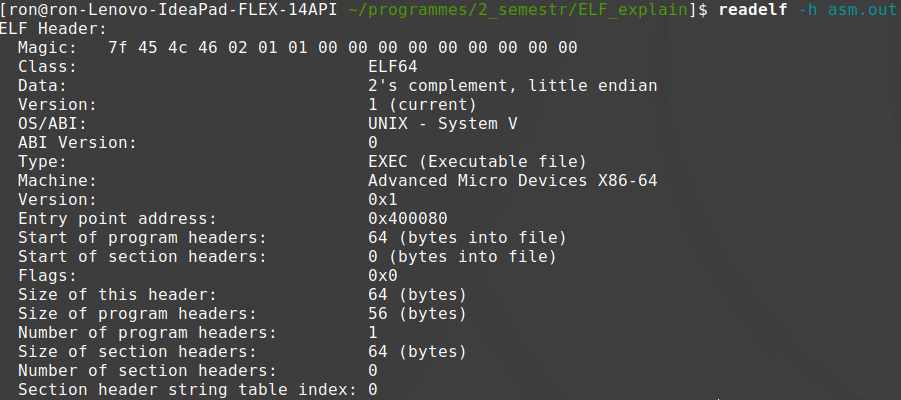 [ron@ron-Lenovo-IdeaPad-FLEX-14API ~/programmes/2_semestr/ELF_explain]$ readelf -h asm.out
ELF Header:
  Magic:   7f 45 4c 46 02 01 01 00 00 00 00 00 00 00 00 00
  Class:                             ELF64
  Data:                              2's complement, little endian
  Version:                           1 (current)
  OS/ABI:                            UNIX - System V
  ABI Version:                       0
  Type:                              EXEC (Executable file)
  Machine:                           Advanced Micro Devices X86-64
  Version:                           0x1
  Entry point address:               0x400080
  Start of program headers:          64 (bytes into file)
  Start of section headers:          0 (bytes into file)
  Flags:                             0x0
  Size of this header:               64 (bytes)
  Size of program headers:           56 (bytes)
  Number of program headers:         1
  Size of section headers:           64 (bytes)
  Number of section headers:         0
  Section header string table index: 0